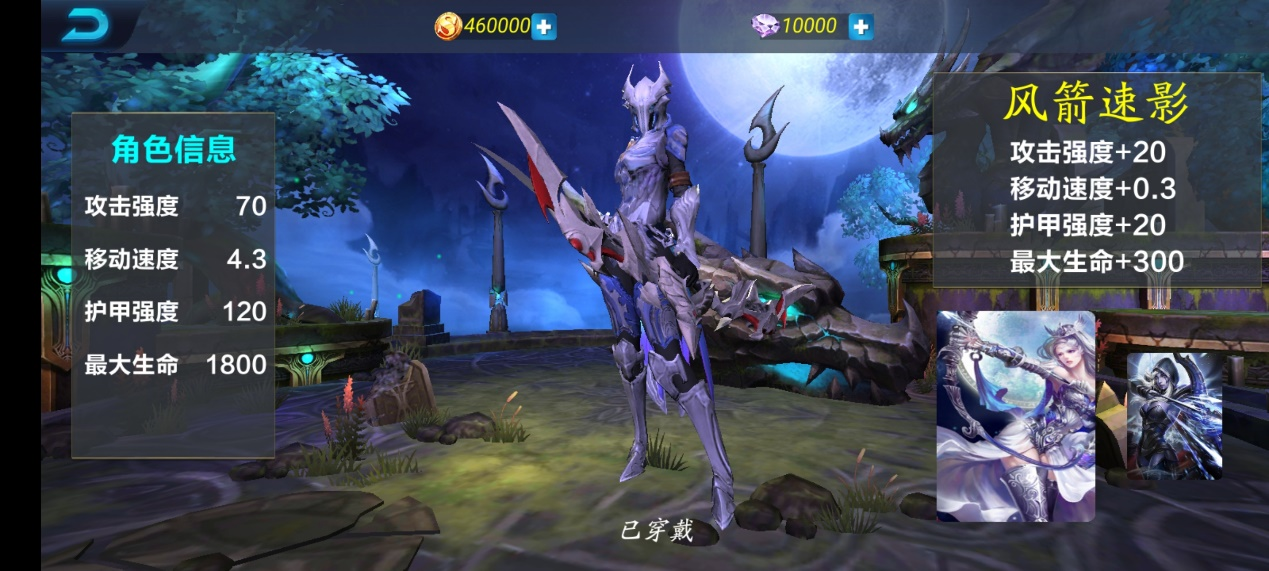 460000
10000
角色信息
攻击强度 70
移动速度 4.3
护甲强度 120
最大生命 1800
风箭速影
攻击强度+20
移动速度+0.3
护甲强度+20
最大生命+300
已穿戴